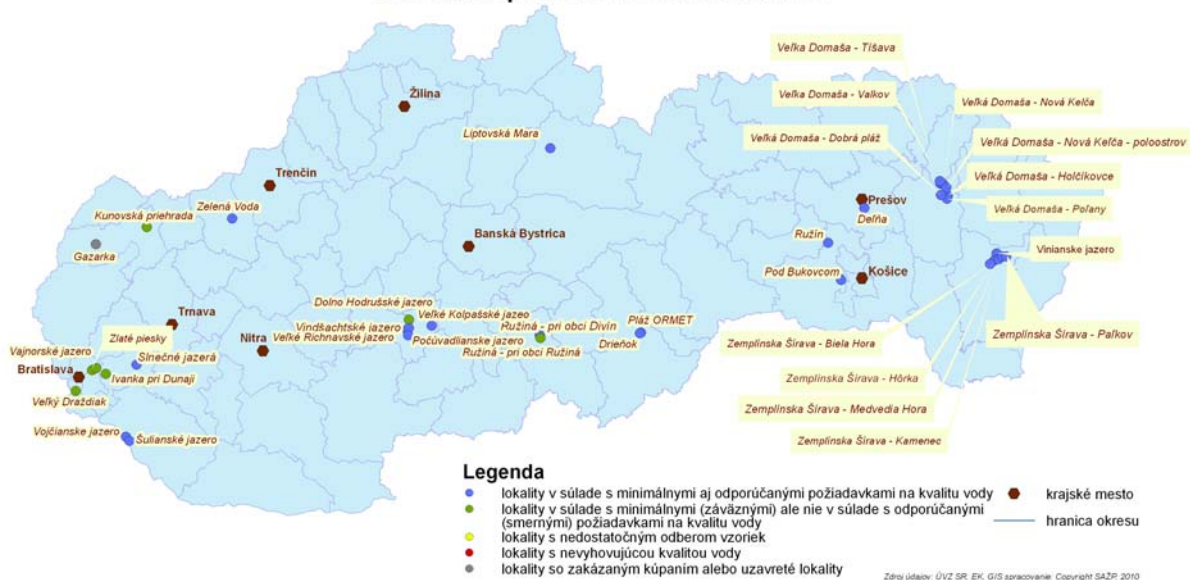 Veľka Domaša - Tíšava
Veľka Domaša - Valkov
Veľká Domaša - Nová Kelča
Veľká Domaša - Dobrá pláž
Veľká Domaša - Nová Keľča - poloostrov
Veľká Domaša - Holčíkovce
Veľká Domaša - Poľany
Žilina
Liptovská Mara
Trenčín
Zelená Voda
Kunovská priehrada
Gazarka
Banská Bystrica
Prešov
Delňa
Ružín
Pod Bukovcom
Košice
Vinianske jazero
Zemplínska Šírava - Paľkov
Zemplínska Šírava - Biela Hora
Zemplínska Šírava - Hôrka
Zemplínska Šírava - Medvedia Hora
Zemplínska Šírava - Kamenec
Trnava
Zlaté piesky
Vajnorské jazero
Slnečné jazerá
Bratislava
Ivanka pri Dunaji
Veľký Draždiak
Vojčianske jazero
Šulianské jazero
Nitra
Dolno Hodrušské jazero
Veľké Kolpašské jazeo
Vindšachtské jazero
Veľké Richnavské jazero
Počúvadlianske jazero
Ružiná - pri obci Divín
Ružiná - pri obci Ružiná
Pláž ORMET
Drieňok
Legenda
lokality v súlade s minimálnymi aj odporúčanými požiadavkami na kvalitu vody
lokality v súlade s minimálnymi (záväznými) ale nie v súlade s odporúčanými
(smernými) požiadavkami na kvalitu vody
lokality s nedostatočným odberom vzoriek
lokality s nevyhovujúcou kvalitou vody
lokality so zakázaným kúpaním alebo uzavreté lokality
krajské mesto
hranica okresu
Zdroj údajov: ÚVZ SR, EK, GIS spracovanie: Copyright SAŽP, 2010